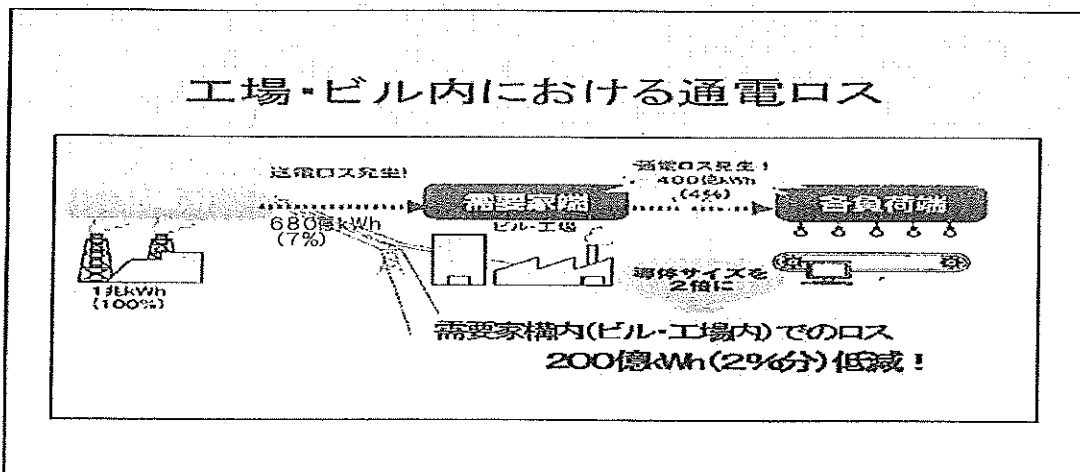 工場・ビル内における通電ロス
送電ロス発生!
680億kWh
(7%)
1兆kWh
(100%)
需要家端
ビル・工場
通電ロス発生!
400億kWh
(4%)
各負荷端
導体サイズを
2倍に
需要家構内(ビル・工場内)でのロス
200億kWh(2%分)低減!